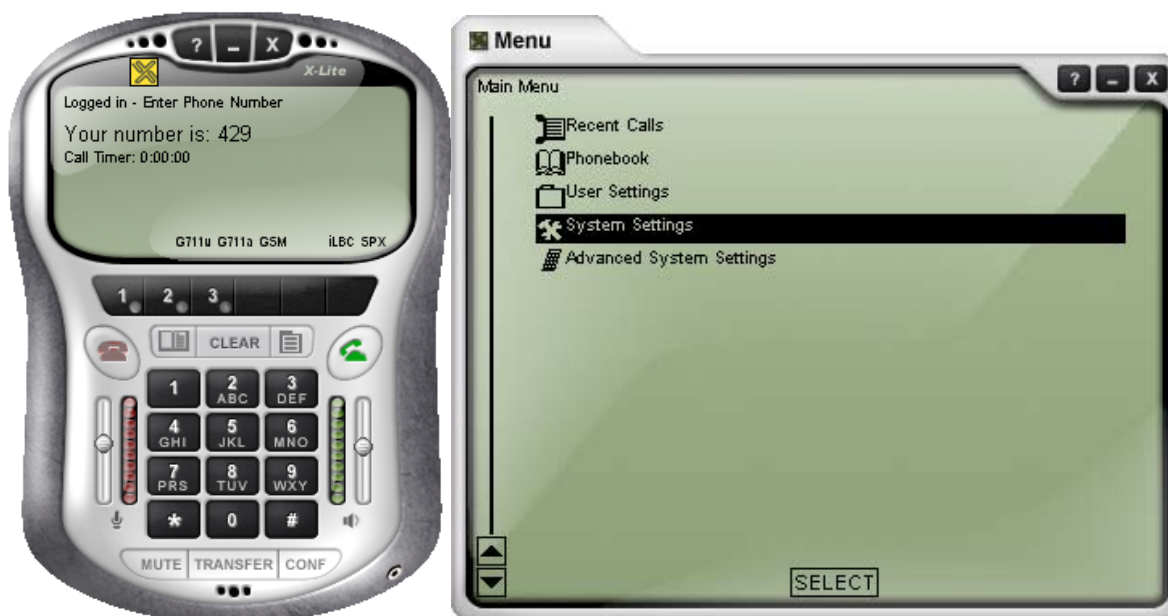 ? – X
X-Lite
Logged in - Enter Phone Number
Your number is: 429
Call Timer: 0:00:00
G711u G711a GSM iLBC SPX
1 2 3
CLEAR
1 2 3
ABC DEF
4 5 6
GHI JKL MNO
7 8 9
PRS TUV WXY
* 0 #
MUTE TRANSFER CONF
Menu
? – X
Main Menu
Recent Calls
Phonebook
User Settings
System Settings
Advanced System Settings
SELECT